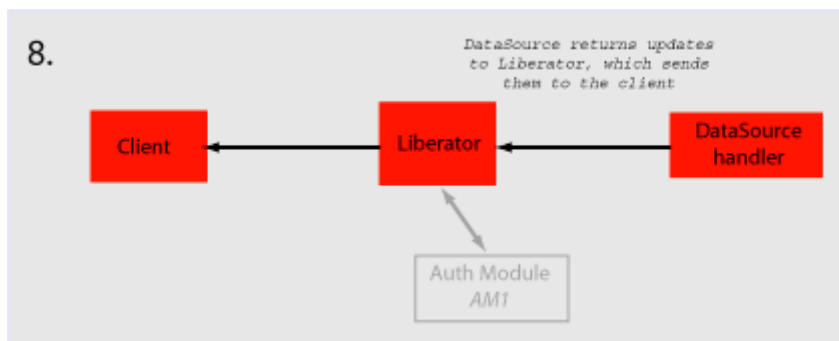 8.
DataSource returns updates
to Liberator, which sends
them to the client
Client
Liberator
DataSource
handler
Auth Module
AM1